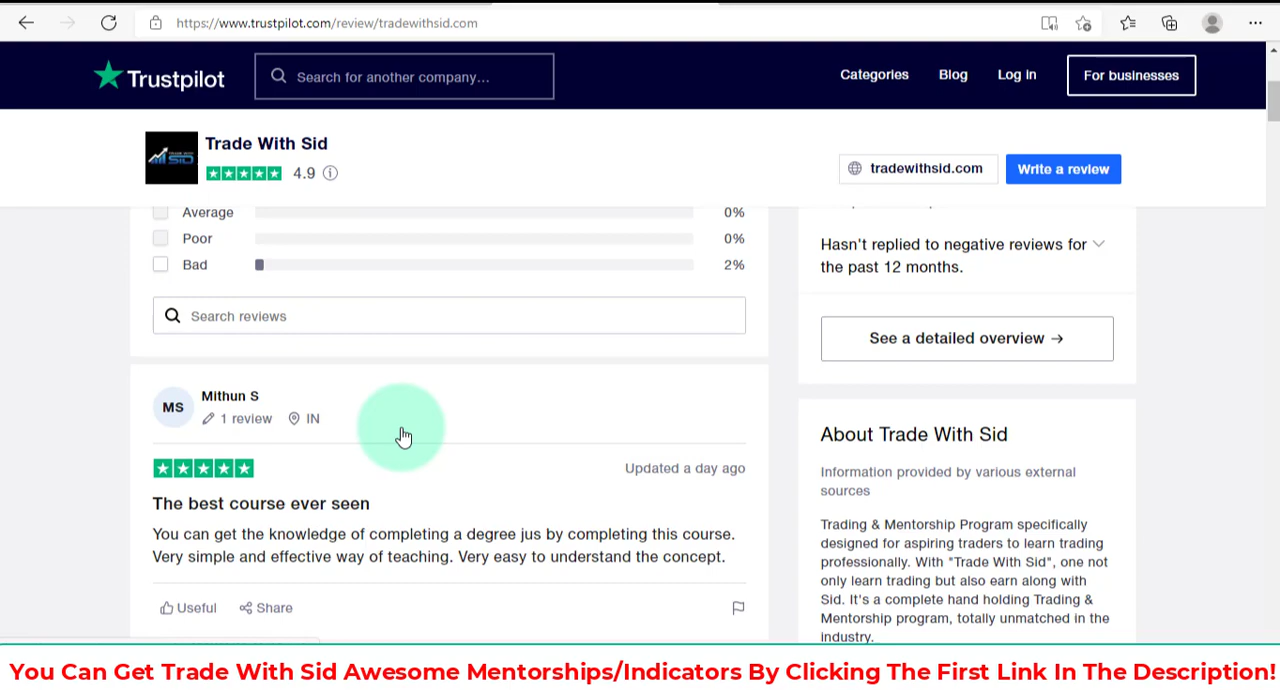 https://www.trustpilot.com/review/tradewithsid.com
Trustpilot
Search for another company...
Categories
Blog
Log in
For businesses
Trade With Sid
4.9
tradewithsid.com
Write a review
Average
0%
Poor
0%
Bad
2%
Search reviews
Hasn't replied to negative reviews for
the past 12 months.
See a detailed overview →
MS
Mithun S
1 review
IN
Updated a day ago
The best course ever seen
You can get the knowledge of completing a degree jus by completing this course.
Very simple and effective way of teaching. Very easy to understand the concept.
Useful
Share
About Trade With Sid
Information provided by various external
sources
Trading & Mentorship Program specifically
designed for aspiring traders to learn trading
professionally. With "Trade With Sid", one not
only learn trading but also earn along with
Sid. It's a complete hand holding Trading &
Mentorship program, totally unmatched in the
industry.
You Can Get Trade With Sid Awesome Mentorships/Indicators By Clicking The First Link In The Description!